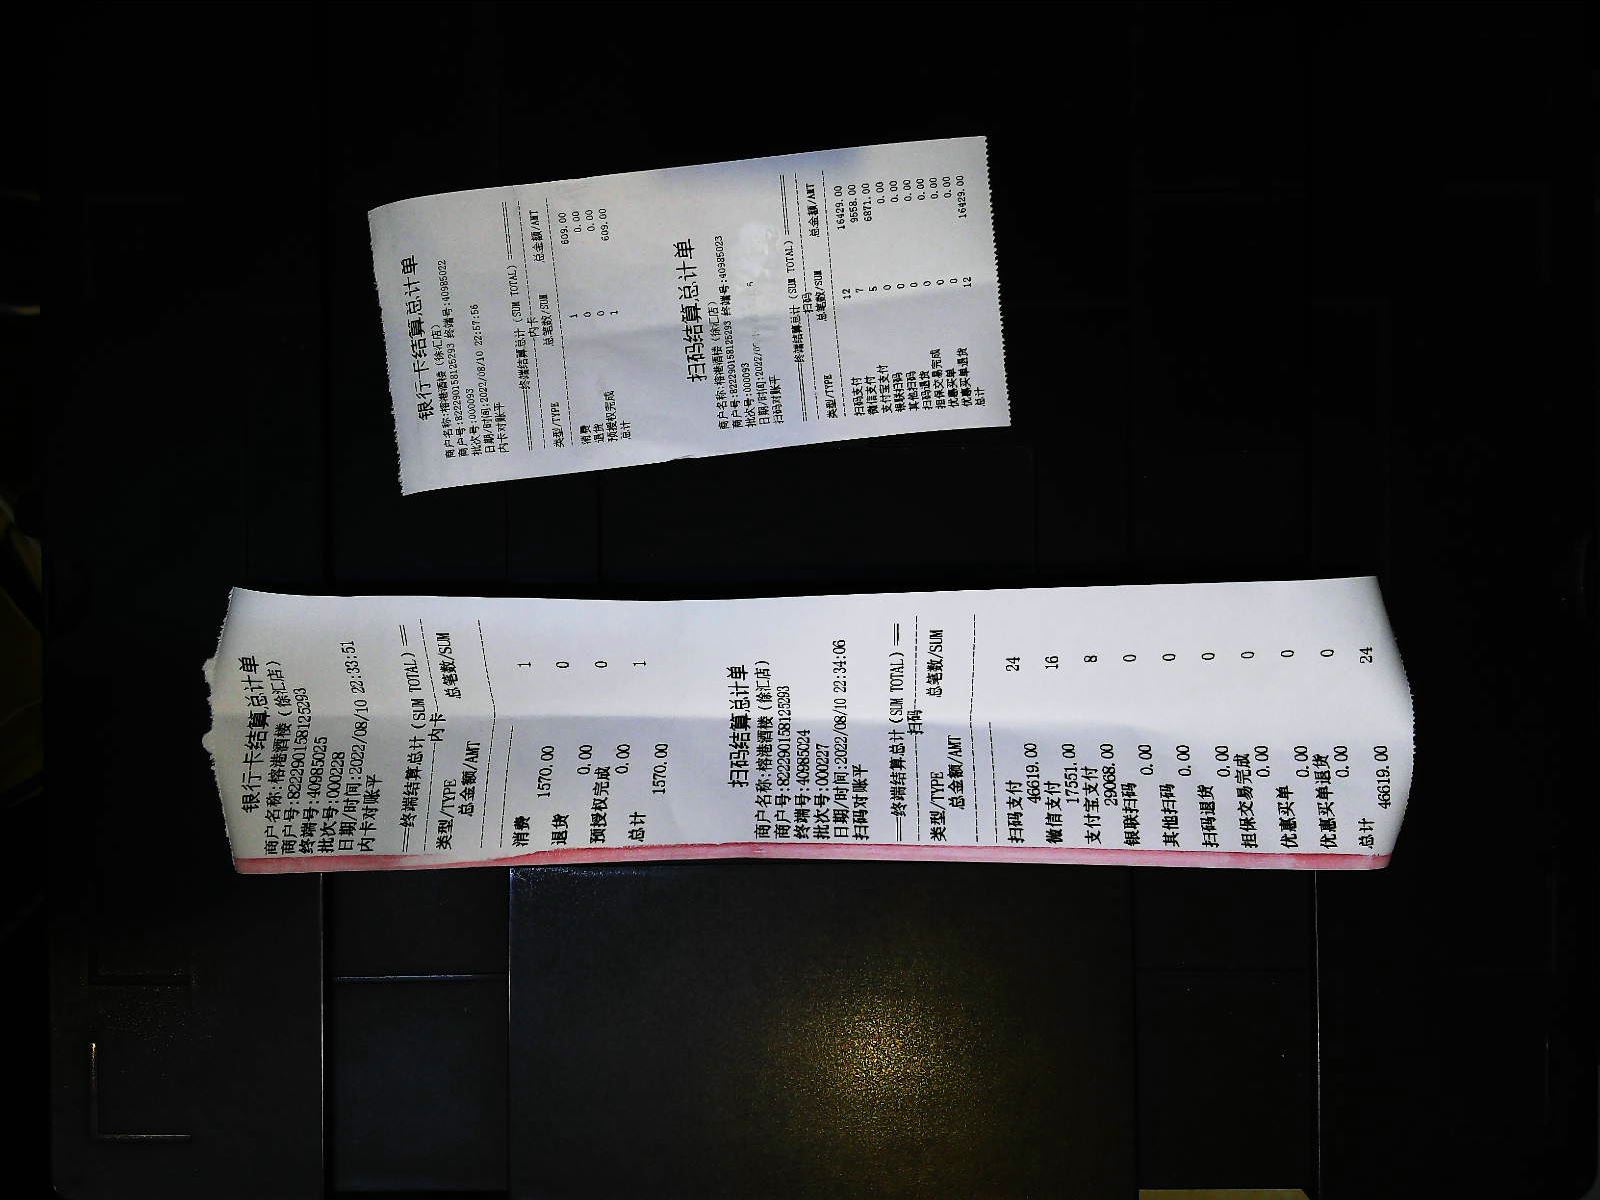 银行卡结算总计单
商户名称:榕港酒楼（徐汇店）
商户号:822290158125293 终端号:40985022
批次号:000093
日期/时间:2022/08/10 22:57:56
内卡对账平
终端结算总计（SUM TOTAL）
内卡
类型/TYPE 总笔数/SUM 总金额/AMT
消费 1 609.00
退货 0 0.00
预授权完成 0 0.00
总计 1 609.00
扫码结算总计单
商户名称:榕港酒楼（徐汇店）
商户号:822290158125293 终端号:40985023
批次号:000093
日期/时间:2022/0
扫码对账平
终端结算总计（SUM TOTAL）
扫码
类型/TYPE 总笔数/SUM 总金额/AMT
扫码支付 12 16429.00
微信支付 7 9558.00
支付宝支付 5 6871.00
银联扫码 0 0.00
其他扫码 0 0.00
扫码退货 0 0.00
担保交易完成 0 0.00
优惠买单 0 0.00
优惠买单退货 0 0.00
总计 12 16429.00
银行卡结算总计单
商户名称:榕港酒楼（徐汇店）
商户号:822290158125293
终端号:40985025
批次号:000228
日期/时间:2022/08/10 22:33:51
内卡对账平
==终端结算总计（SUM TOTAL）==
内卡
类型/TYPE 总笔数/SUM
总金额/AMT
消费 1
1570.00
退货 0
0.00
预授权完成 0
0.00
总计 1
1570.00
扫码结算总计单
商户名称:榕港酒楼（徐汇店）
商户号:822290158125293
终端号:40985024
批次号:000227
日期/时间:2022/08/10 22:34:06
扫码对账平
==终端结算总计（SUM TOTAL）==
扫码
类型/TYPE 总笔数/SUM
总金额/AMT
扫码支付 24
46619.00
微信支付 16
17551.00
支付宝支付 8
29068.00
银联扫码 0
0.00
其他扫码 0
0.00
扫码退货 0
0.00
担保交易完成 0
0.00
优惠买单 0
0.00
优惠买单退货 0
0.00
总计 24
46619.00